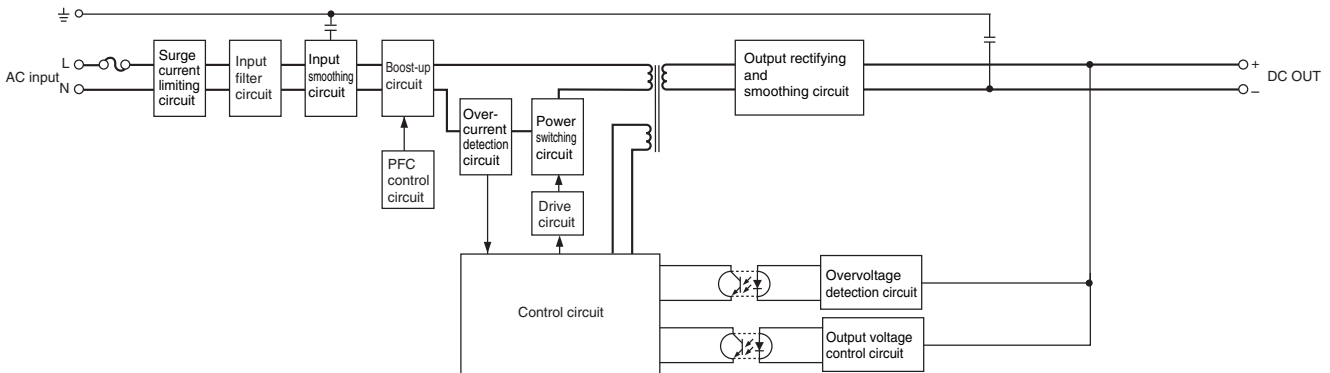 AC input
L
N
Surge
current
limiting
circuit
Input
filter
circuit
Input
smoothing
circuit
Boost-up
circuit
PFC
control
circuit
Over-
current
detection
circuit
Power
switching
circuit
Drive
circuit
Output rectifying
and
smoothing circuit
+
−
DC OUT
Control circuit
Overvoltage
detection circuit
Output voltage
control circuit